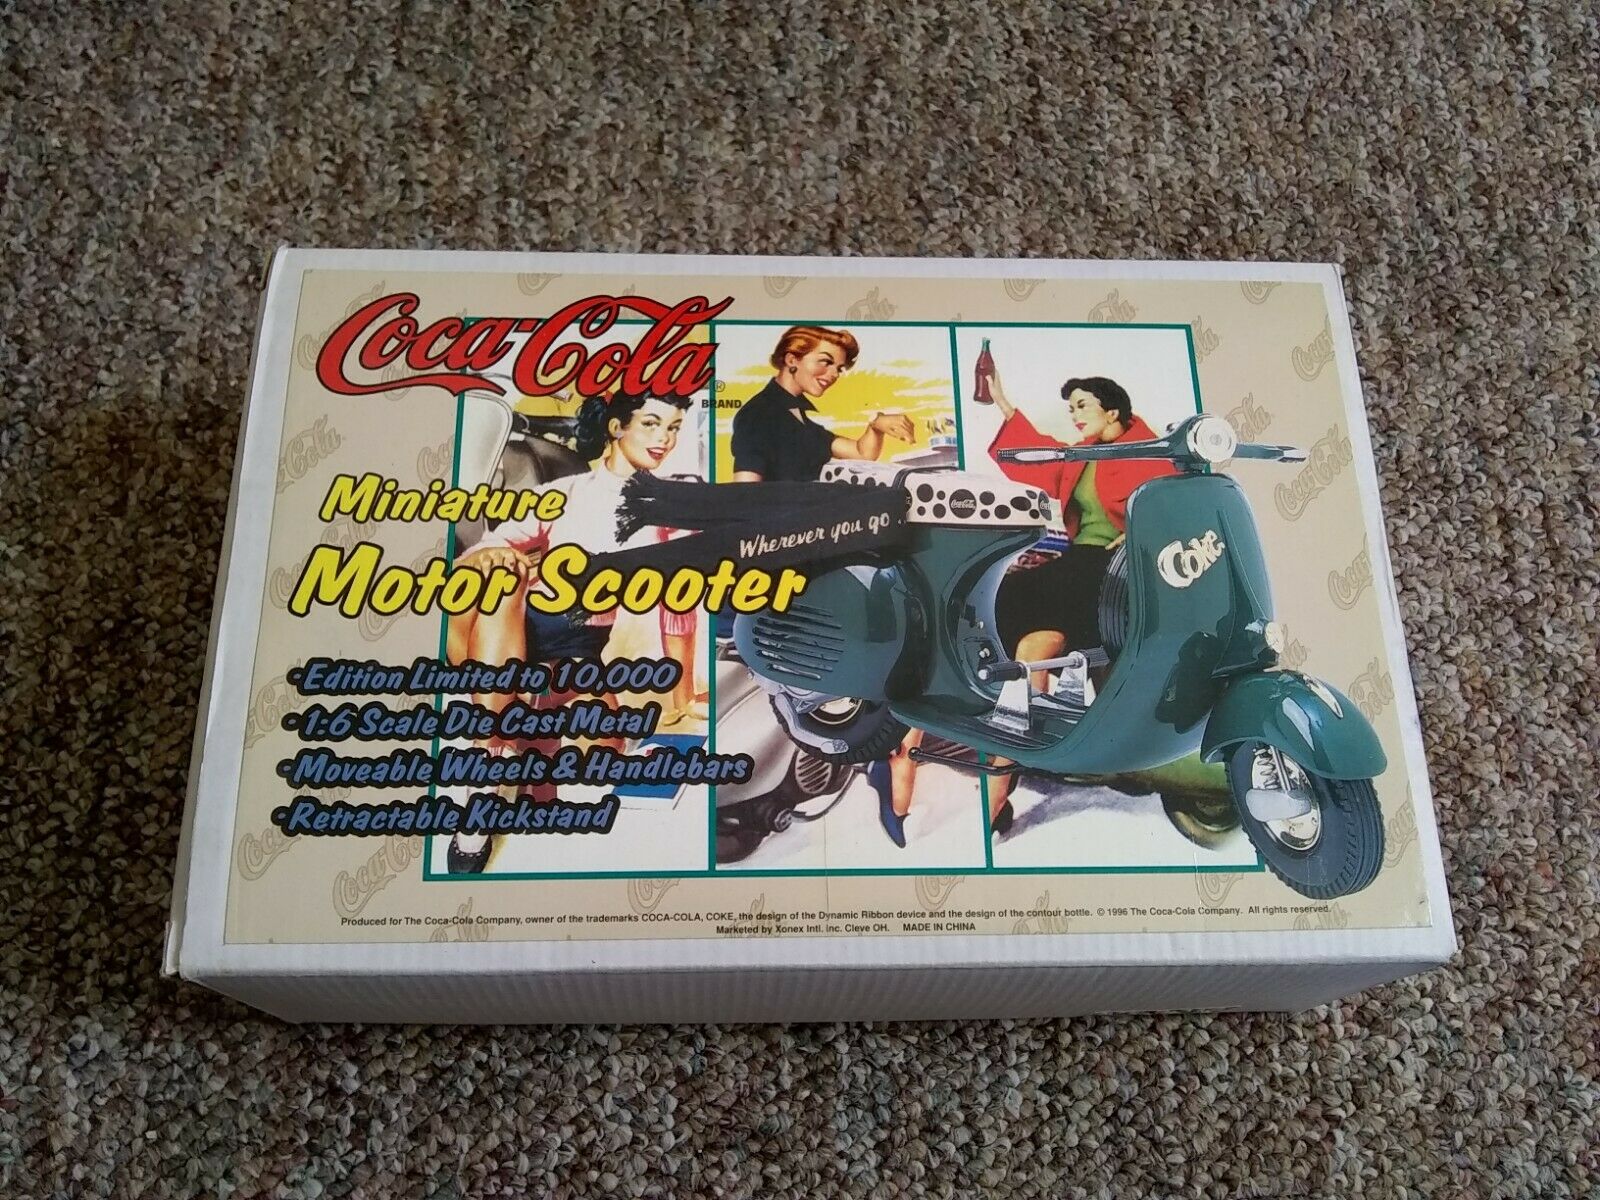 Coca-Cola®
BRAND
Miniature
Motor Scooter
Wherever you go . .
Coca-Cola
Coke
•Edition Limited to 10,000
•1:6 Scale Die Cast Metal
•Moveable Wheels & Handlebars
•Retractable Kickstand
Produced for The Coca-Cola Company, owner of the trademarks COCA-COLA, COKE, the design of the Dynamic Ribbon device and the design of the contour bottle. © 1996 The Coca-Cola Company. All rights reserved.
Marketed by Xonex Intl. inc. Cleve OH. MADE IN CHINA